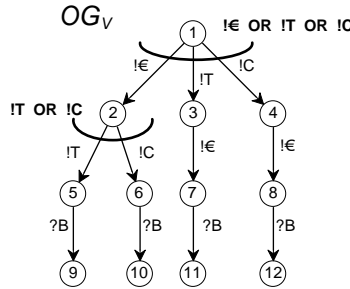 OG_V
!€ OR !T OR !C
1
!€ !T !C
!T OR !C
2 3 4
!T !C !€ !€
5 6 7 8
?B ?B ?B ?B
9 10 11 12